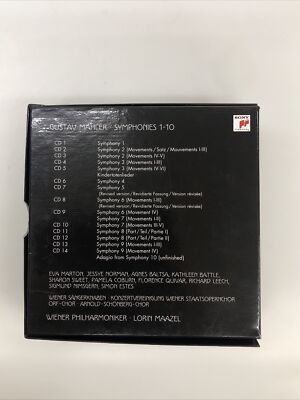 SONY
GUSTAV MAHLER · SYMPHONIES 1-10
CD 1 Symphony 1
CD 2 Symphony 2 (Movements / Satz / Mouvements I-III)
CD 3 Symphony 2 (Movements IV-V)
CD 4 Symphony 3 (Movements I-III)
CD 5 Symphony 3 (Movements IV-VI)
Kindertotenlieder
CD 6 Symphony 4
CD 7 Symphony 5
(Revised version / Revidierte Fassung / Version révisée)
CD 8 Symphony 6 (Movements I-III)
(Revised version / Revidierte Fassung / Version révisée)
CD 9 Symphony 6 (Movement IV)
Symphony 7 (Movements I-II)
CD 10 Symphony 7 (Movements III-V)
CD 11 Symphony 8 (Part / Teil / Partie I)
CD 12 Symphony 8 (Part / Teil / Partie II)
CD 13 Symphony 9 (Movements I-III)
CD 14 Symphony 9 (Movement IV)
Adagio from Symphony 10 (unfinished)
EVA MARTON, JESSYE NORMAN, AGNES BALTSA, KATHLEEN BATTLE,
SHARON SWEET, PAMELA COBURN, FLORENCE QUIVAR, RICHARD LEECH,
SIEGMUND NIMSGERN, SIMON ESTES
WIENER SÄNGERKNABEN · KONZERTVEREINIGUNG WIENER STAATSOPERNCHOR
ORF-CHOR · ARNOLD-SCHÖNBERG-CHOR
WIENER PHILHARMONIKER · LORIN MAAZEL